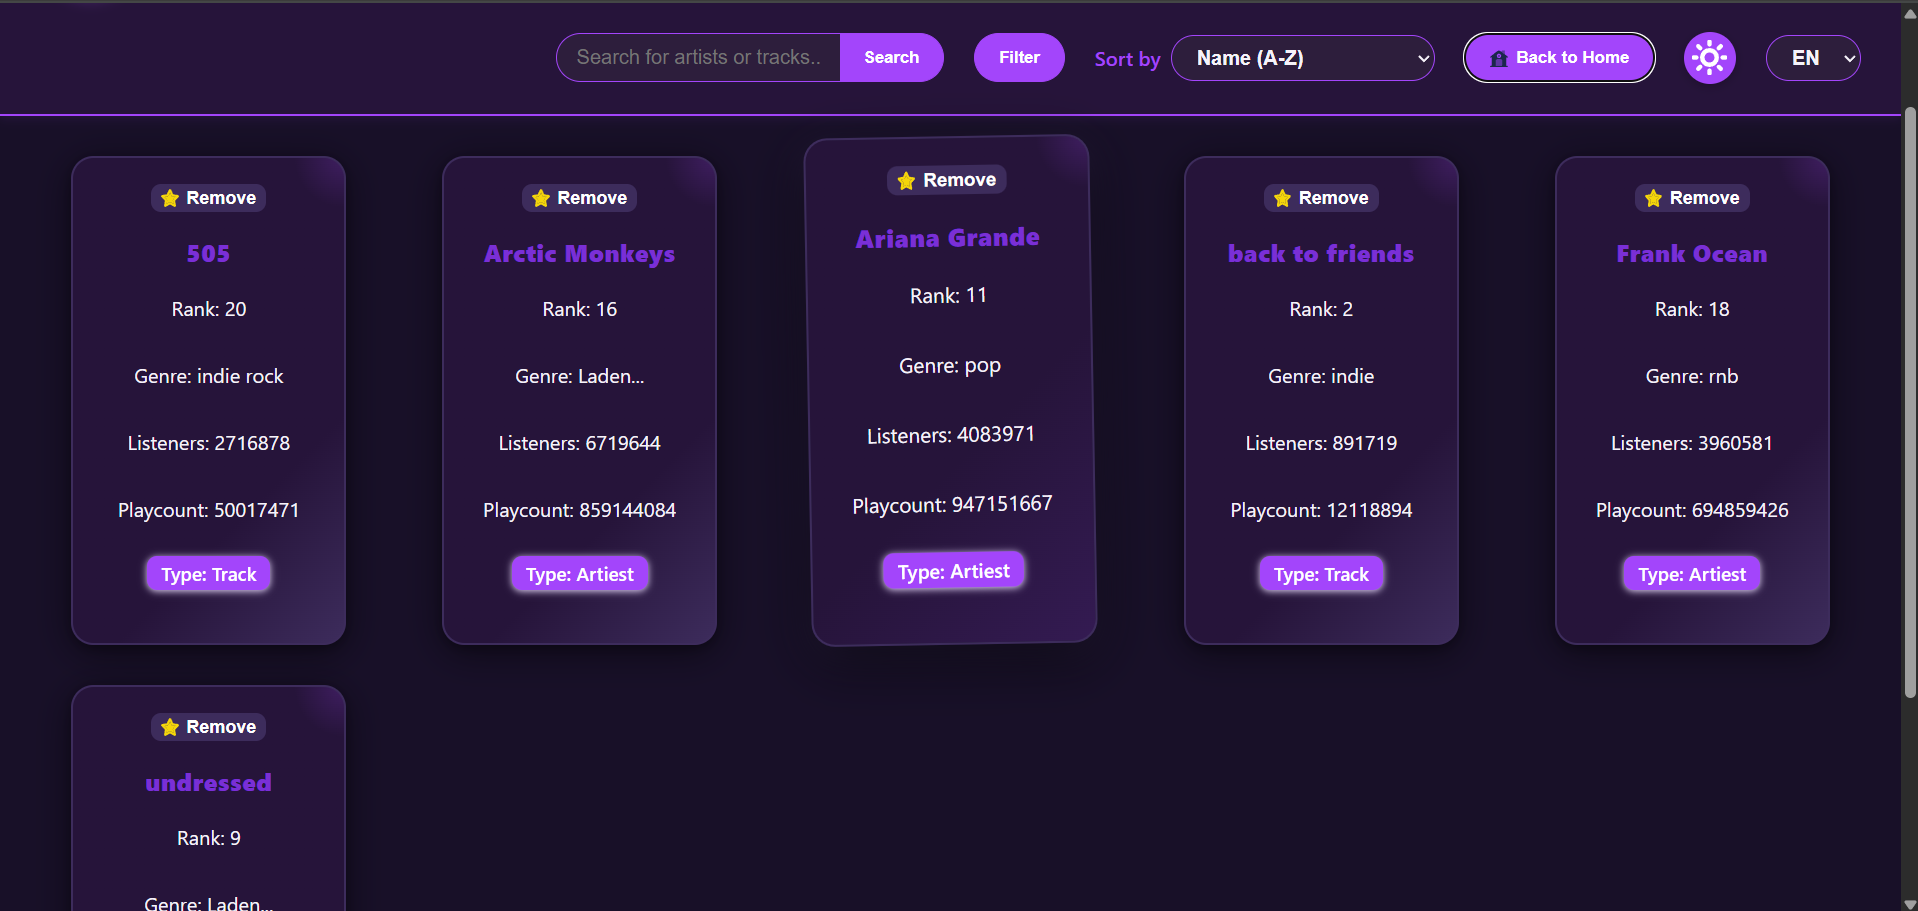 Search for artists or tracks..
Search
Filter
Sort by
Name (A-Z)
Back to Home
EN
Remove
505
Rank: 20
Genre: indie rock
Listeners: 2716878
Playcount: 50017471
Type: Track
Remove
Arctic Monkeys
Rank: 16
Genre: Laden...
Listeners: 6719644
Playcount: 859144084
Type: Artiest
Remove
Ariana Grande
Rank: 11
Genre: pop
Listeners: 4083971
Playcount: 947151667
Type: Artiest
Remove
back to friends
Rank: 2
Genre: indie
Listeners: 891719
Playcount: 12118894
Type: Track
Remove
Frank Ocean
Rank: 18
Genre: rnb
Listeners: 3960581
Playcount: 694859426
Type: Artiest
Remove
undressed
Rank: 9
Genre: Laden...